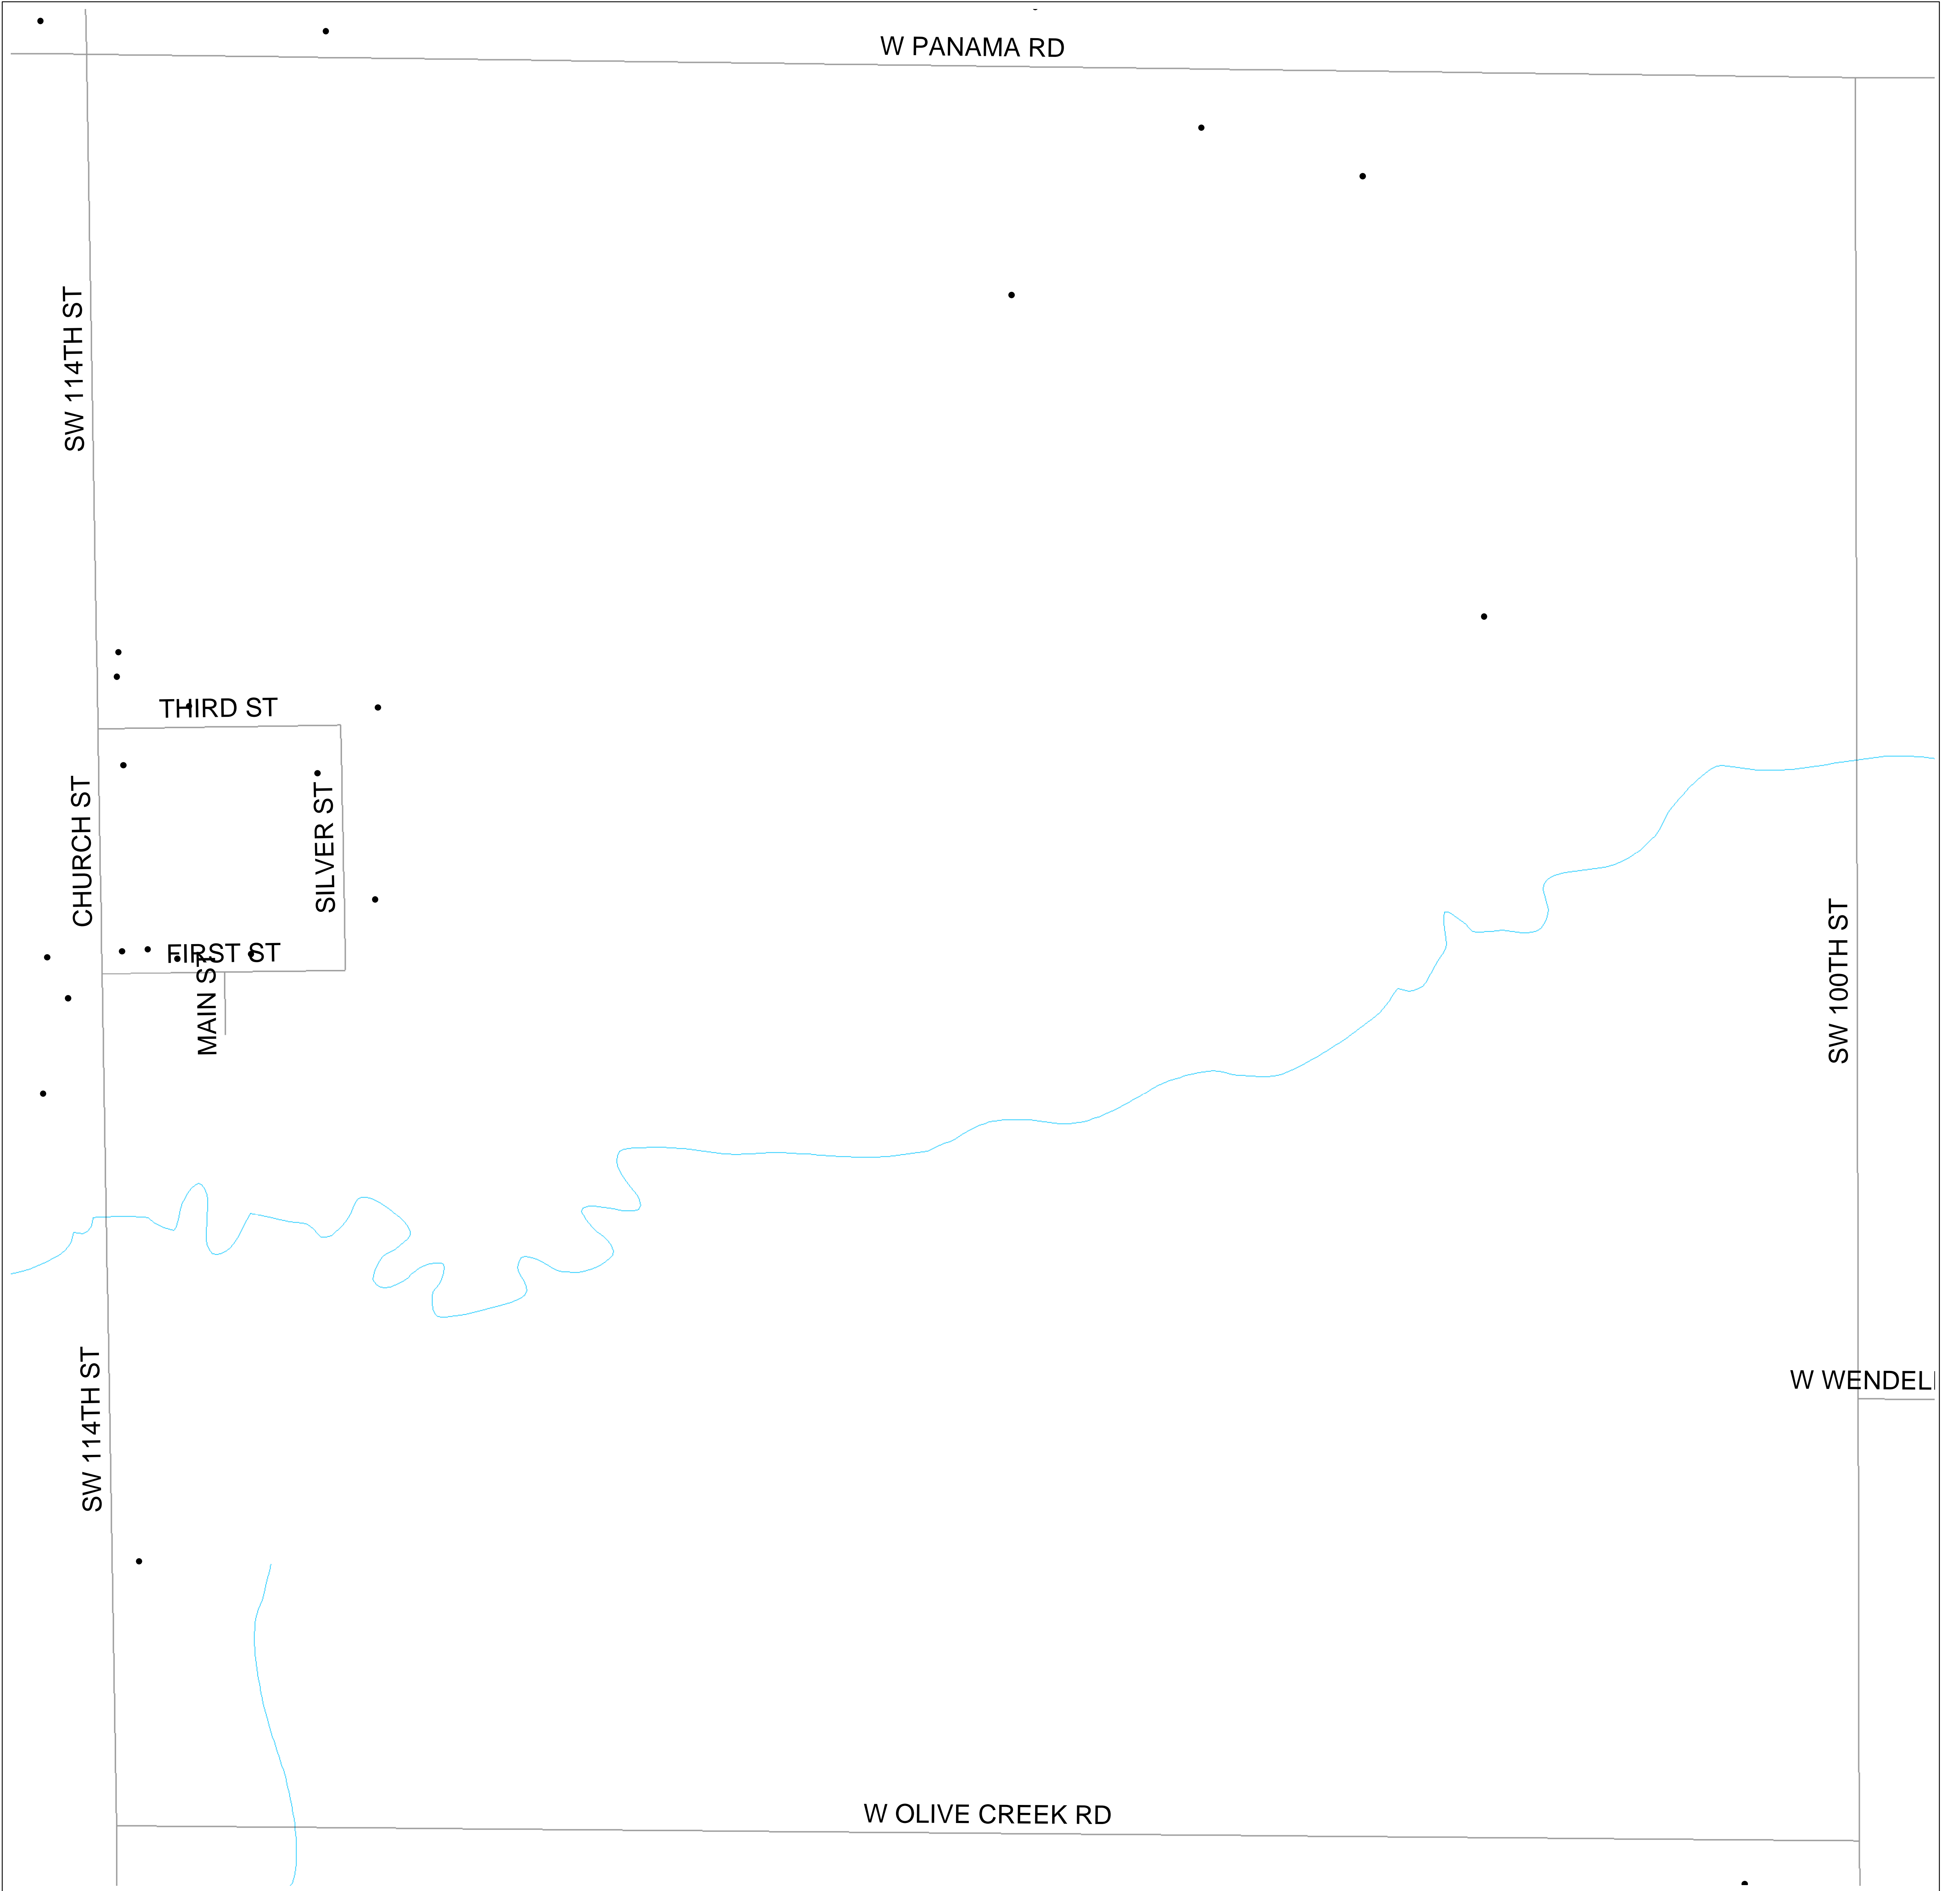 W PANAMA RD
SW 114TH ST
THIRD ST
CHURCH ST
SILVER ST
FIRST ST
MAIN ST
SW 100TH ST
W WENDEL
SW 114TH ST
W OLIVE CREEK RD